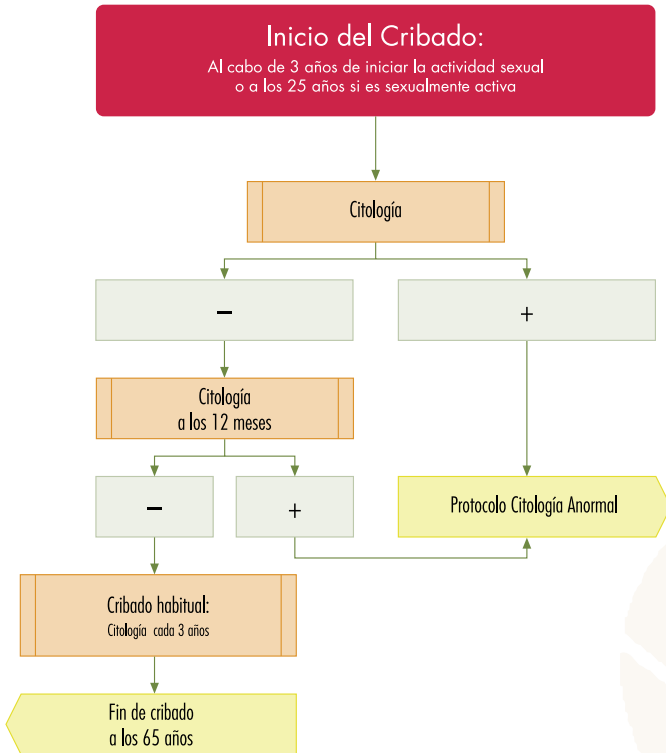 Inicio del Cribado:
Al cabo de 3 años de iniciar la actividad sexual
o a los 25 años si es sexualmente activa
Citología
–
+
Citología
a los 12 meses
–
+
Protocolo Citología Anormal
Cribado habitual:
Citología cada 3 años
Fin de cribado
a los 65 años